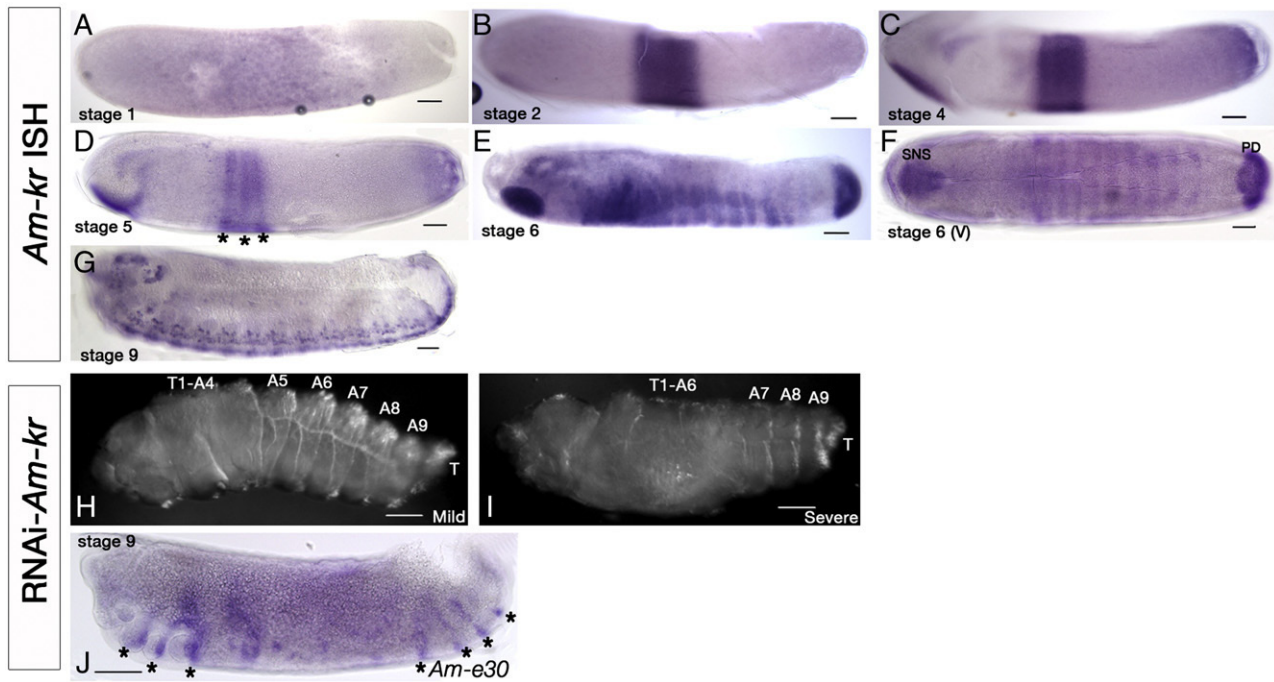 Am-kr ISH
A
stage 1
B
stage 2
C
stage 4
D
stage 5
* * *
E
stage 6
F
SNS
PD
stage 6 (V)
G
stage 9
RNAi-Am-kr
T1-A4
A5
A6
A7
A8
A9
T
H
Mild
T1-A6
A7
A8
A9
T
I
Severe
stage 9
* * * * * * *
J
Am-e30